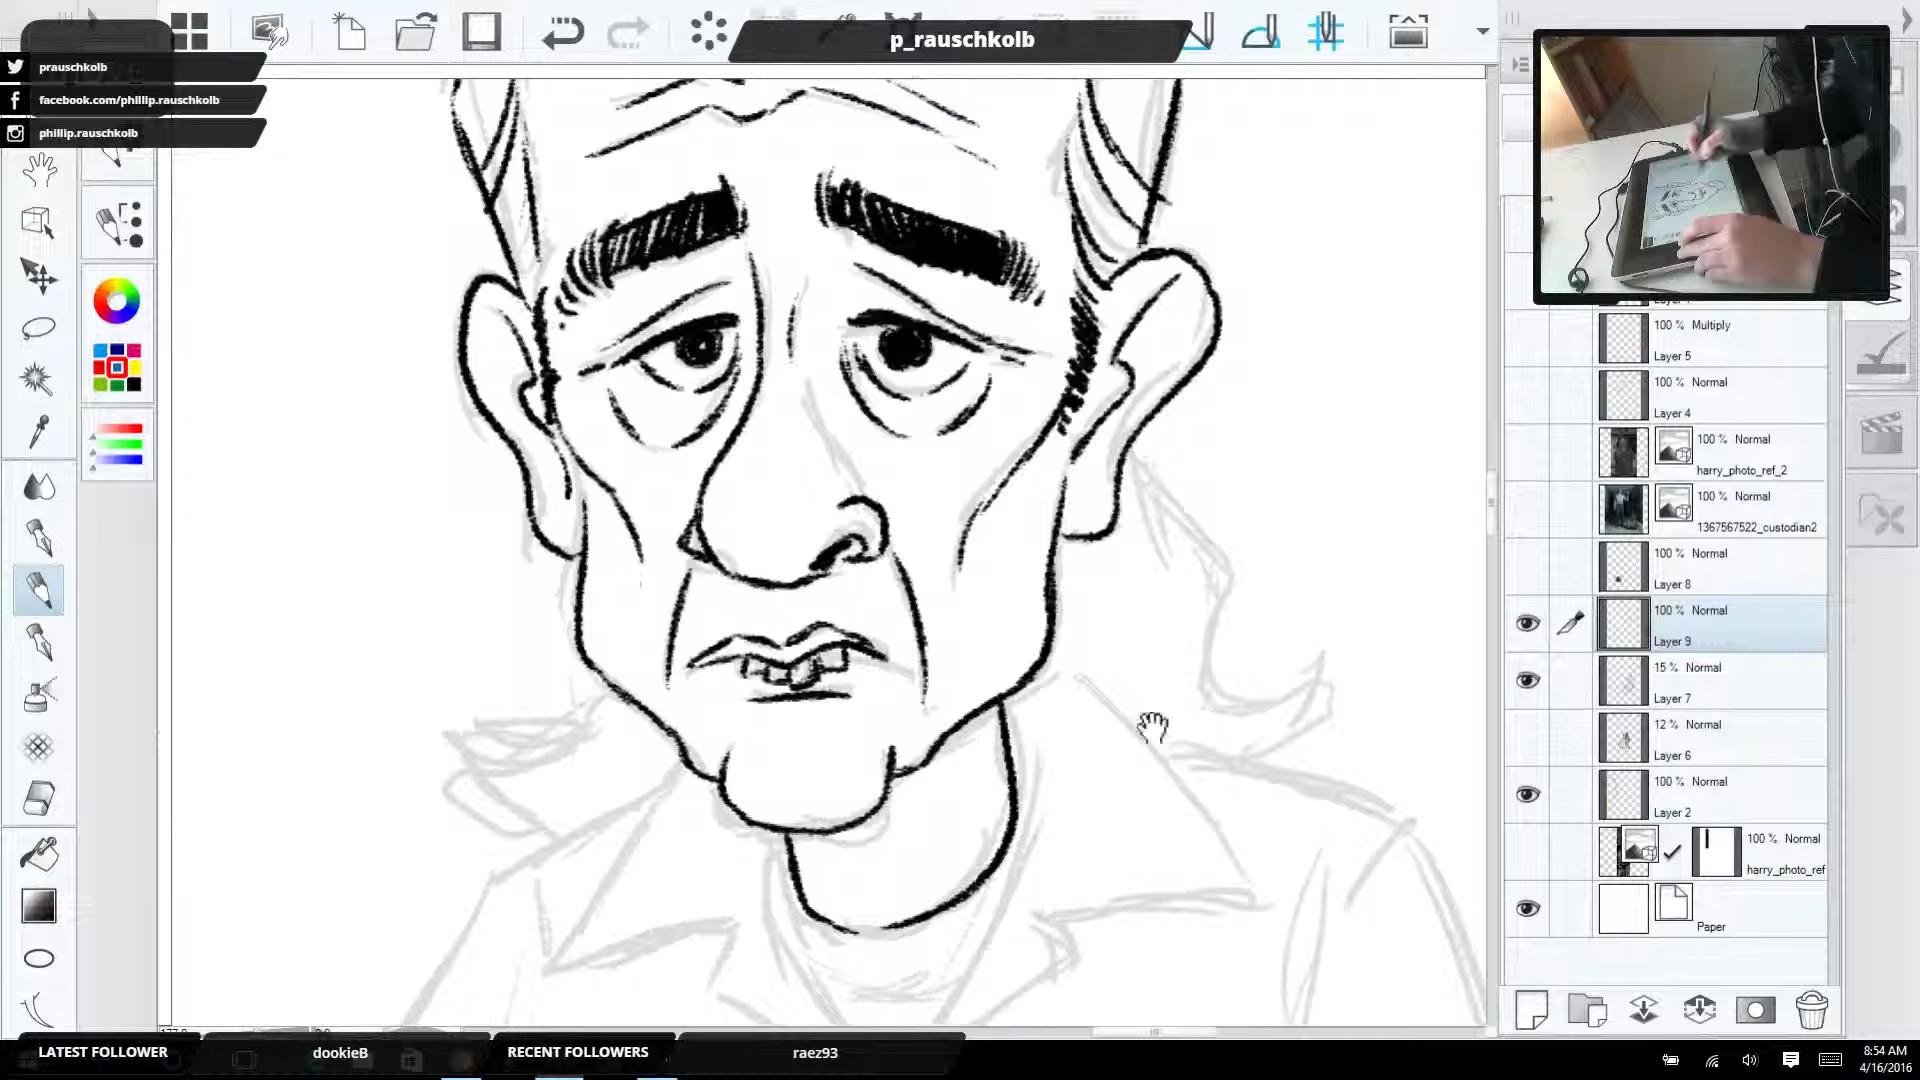 p_rauschkolb
prauschkolb
facebook.com/phillip.rauschkolb
phillip.rauschkolb
100 % Multiply
Layer 5
100 % Normal
Layer 4
100 % Normal
harry_photo_ref_2
100 % Normal
1367567522_custodian2
100 % Normal
Layer 8
100 % Normal
Layer 9
15 % Normal
Layer 7
12 % Normal
Layer 6
100 % Normal
Layer 2
100 % Normal
harry_photo_ref
Paper
LATEST FOLLOWER
dookieB
RECENT FOLLOWERS
raez93
8:54 AM
4/16/2016